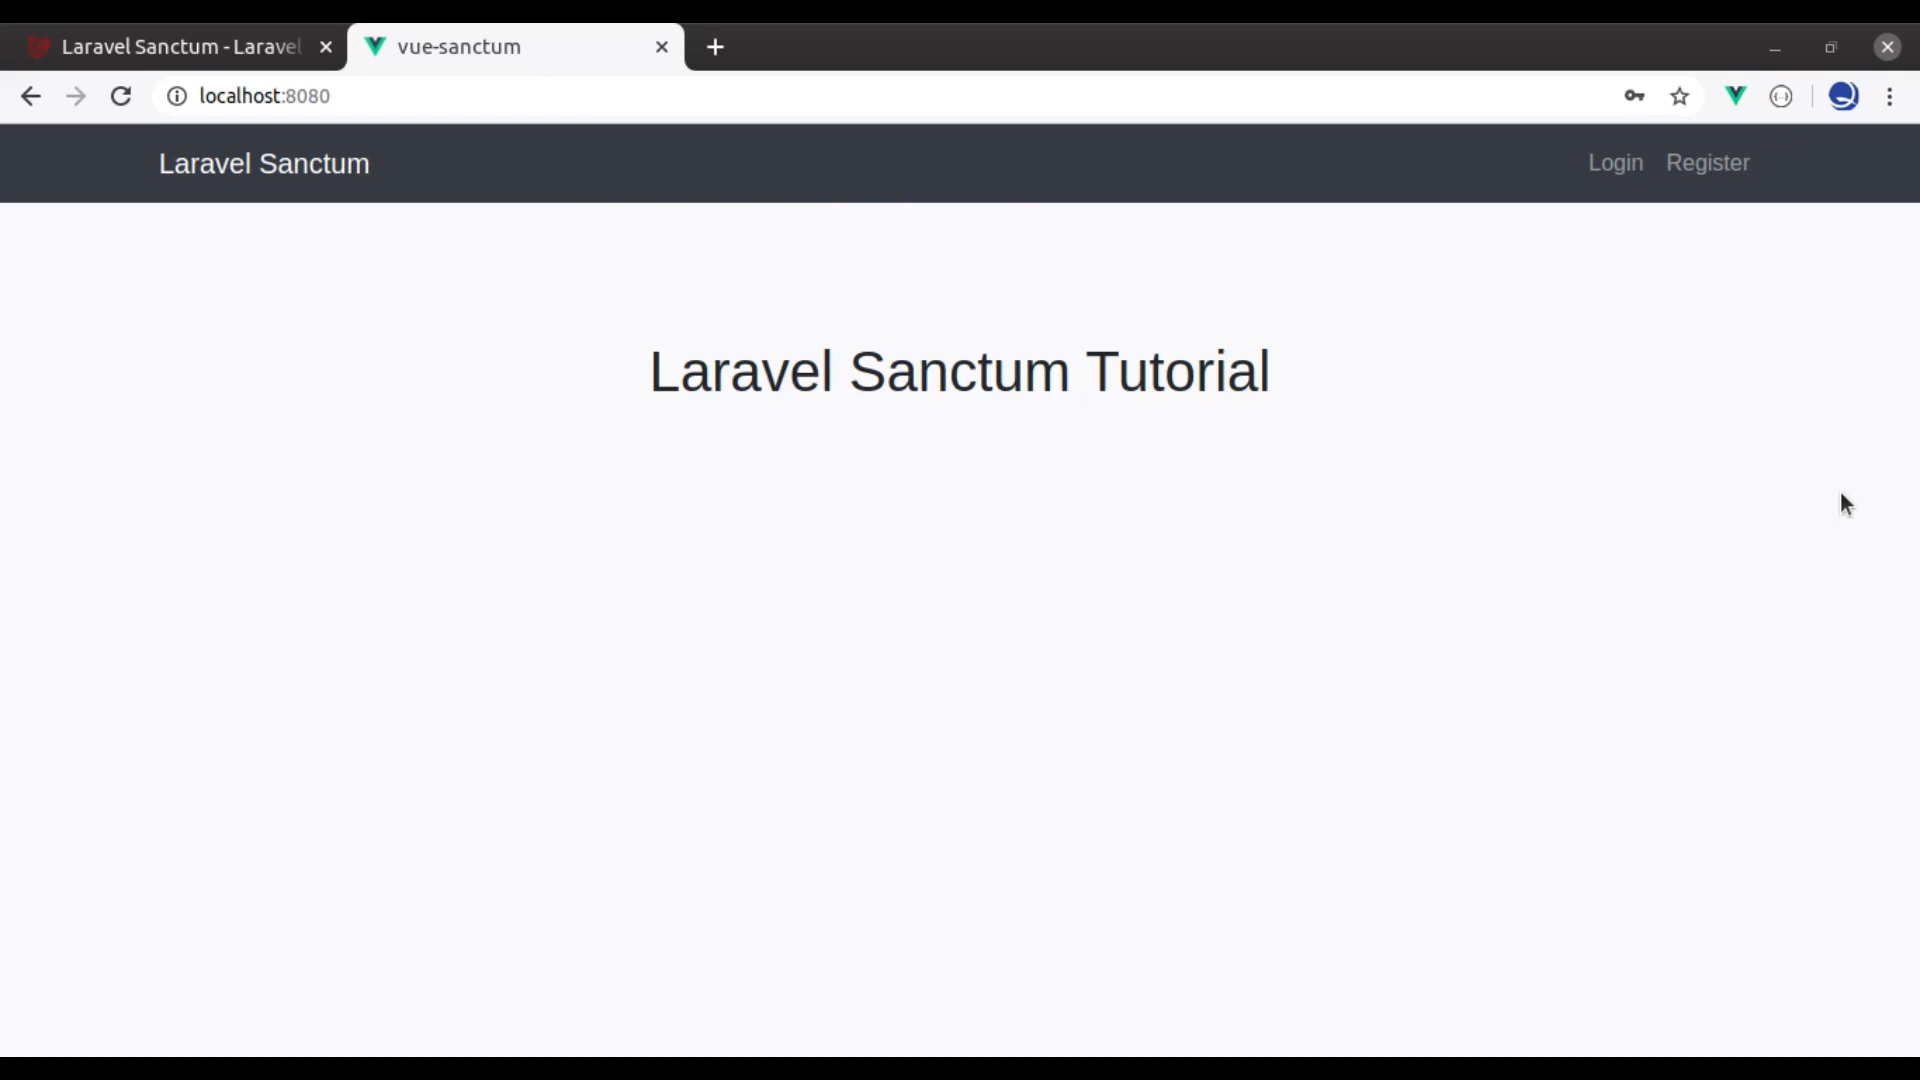 Laravel Sanctum - Laravel
vue-sanctum
localhost:8080
Laravel Sanctum
Login
Register
Laravel Sanctum Tutorial